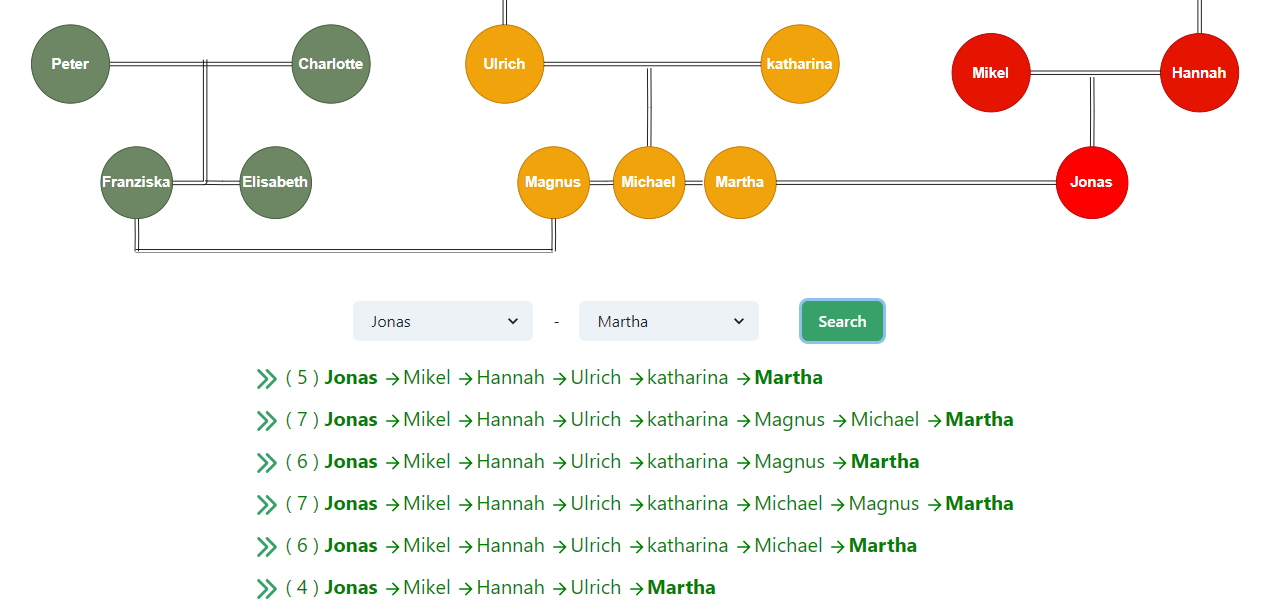 Peter Charlotte Ulrich katharina Mikel Hannah
Franziska Elisabeth Magnus Michael Martha Jonas
Jonas - Martha Search
( 5 ) Jonas →Mikel →Hannah →Ulrich →katharina →Martha
( 7 ) Jonas →Mikel →Hannah →Ulrich →katharina →Magnus →Michael →Martha
( 6 ) Jonas →Mikel →Hannah →Ulrich →katharina →Magnus →Martha
( 7 ) Jonas →Mikel →Hannah →Ulrich →katharina →Michael →Magnus →Martha
( 6 ) Jonas →Mikel →Hannah →Ulrich →katharina →Michael →Martha
( 4 ) Jonas →Mikel →Hannah →Ulrich →Martha